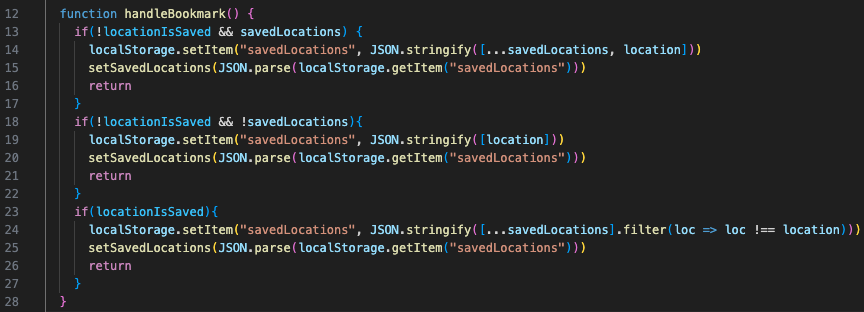 12 function handleBookmark() {
13 if(!locationIsSaved && savedLocations) {
14 localStorage.setItem("savedLocations", JSON.stringify([...savedLocations, location]))
15 setSavedLocations(JSON.parse(localStorage.getItem("savedLocations")))
16 return
17 }
18 if(!locationIsSaved && !savedLocations){
19 localStorage.setItem("savedLocations", JSON.stringify([location]))
20 setSavedLocations(JSON.parse(localStorage.getItem("savedLocations")))
21 return
22 }
23 if(locationIsSaved){
24 localStorage.setItem("savedLocations", JSON.stringify([...savedLocations].filter(loc => loc !== location)))
25 setSavedLocations(JSON.parse(localStorage.getItem("savedLocations")))
26 return
27 }
28 }